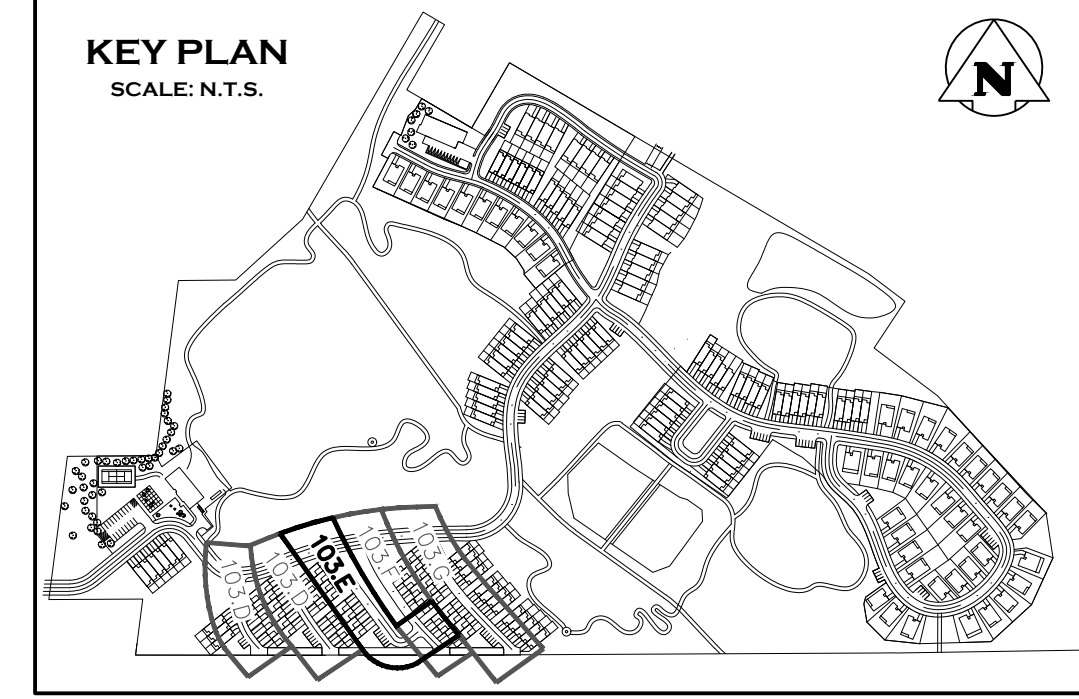 KEY PLAN
SCALE: N.T.S.
N
103.D
103.D
103.E
103.F
103.G